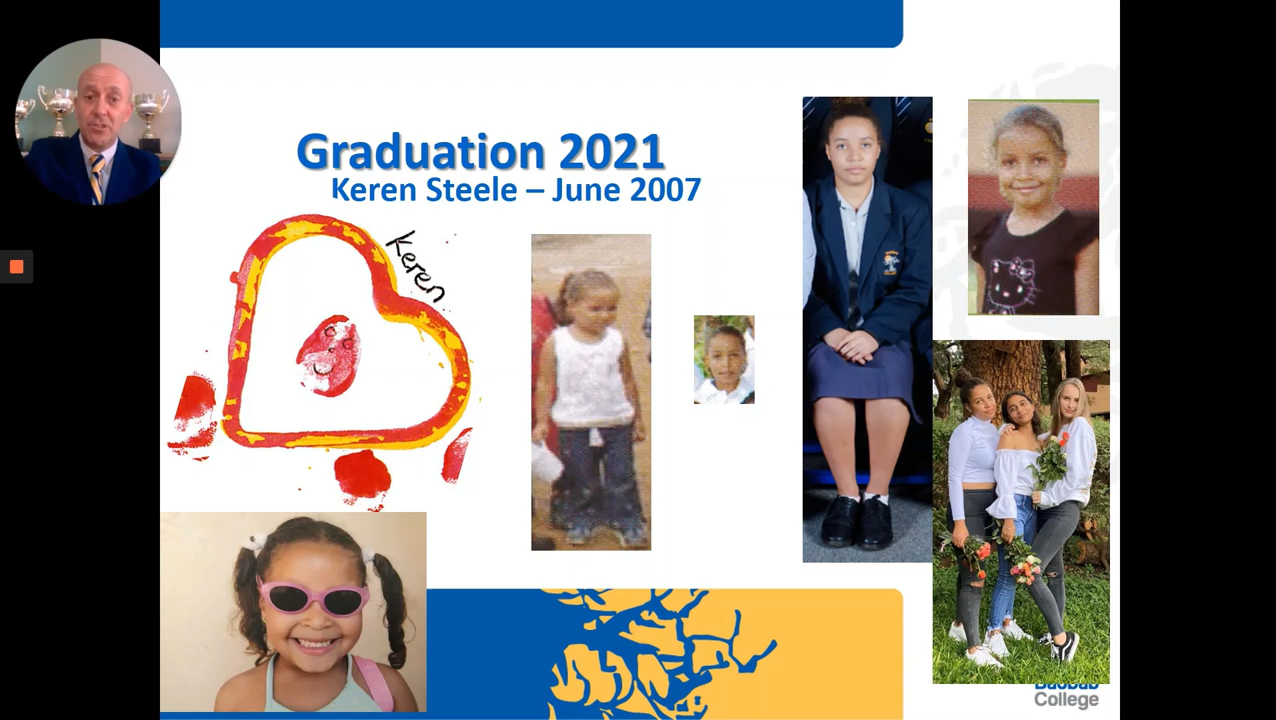 Graduation 2021
Keren Steele – June 2007
Keren
Baobab
College